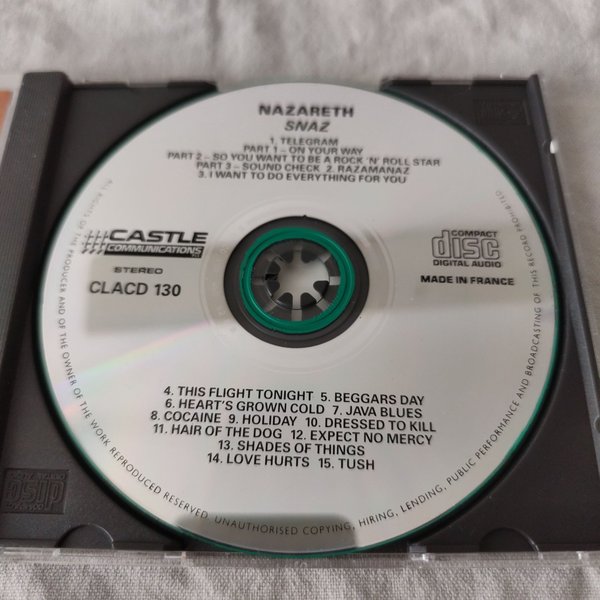 NAZARETH
SNAZ
1. TELEGRAM
PART 1 – ON YOUR WAY
PART 2 – SO YOU WANT TO BE A ROCK 'N' ROLL STAR
PART 3 – SOUND CHECK 2. RAZAMANAZ
3. I WANT TO DO EVERYTHING FOR YOU
CASTLE
COMMUNICATIONS
STEREO
CLACD 130
COMPACT
disc
DIGITAL AUDIO
MADE IN FRANCE
4. THIS FLIGHT TONIGHT 5. BEGGARS DAY
6. HEART'S GROWN COLD 7. JAVA BLUES
8. COCAINE 9. HOLIDAY 10. DRESSED TO KILL
11. HAIR OF THE DOG 12. EXPECT NO MERCY
13. SHADES OF THINGS
14. LOVE HURTS 15. TUSH
ALL RIGHTS OF THE PRODUCER AND OF THE OWNER OF THE WORK REPRODUCED RESERVED. UNAUTHORISED COPYING, HIRING, LENDING, PUBLIC PERFORMANCE AND BROADCASTING OF THIS RECORD PROHIBITED